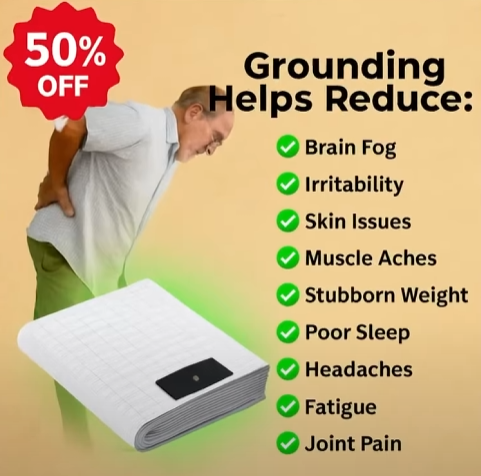 50%
OFF
Grounding
Helps Reduce:
Brain Fog
Irritability
Skin Issues
Muscle Aches
Stubborn Weight
Poor Sleep
Headaches
Fatigue
Joint Pain